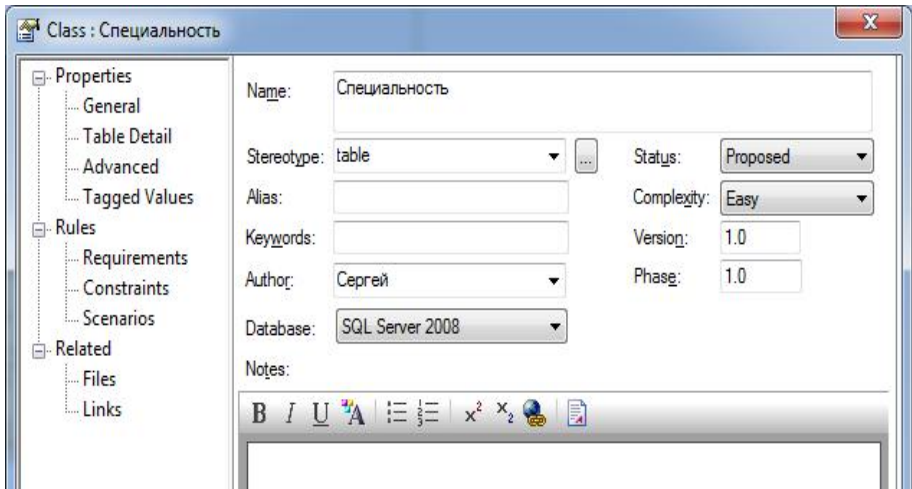 Class : Специальность
Properties
General
Table Detail
Advanced
Tagged Values
Rules
Requirements
Constraints
Scenarios
Related
Files
Links
Name: Специальность
Stereotype: table ... Status: Proposed
Alias: Complexity: Easy
Keywords: Version: 1.0
Author: Сергей Phase: 1.0
Database: SQL Server 2008
Notes:
B I U A x² x₂